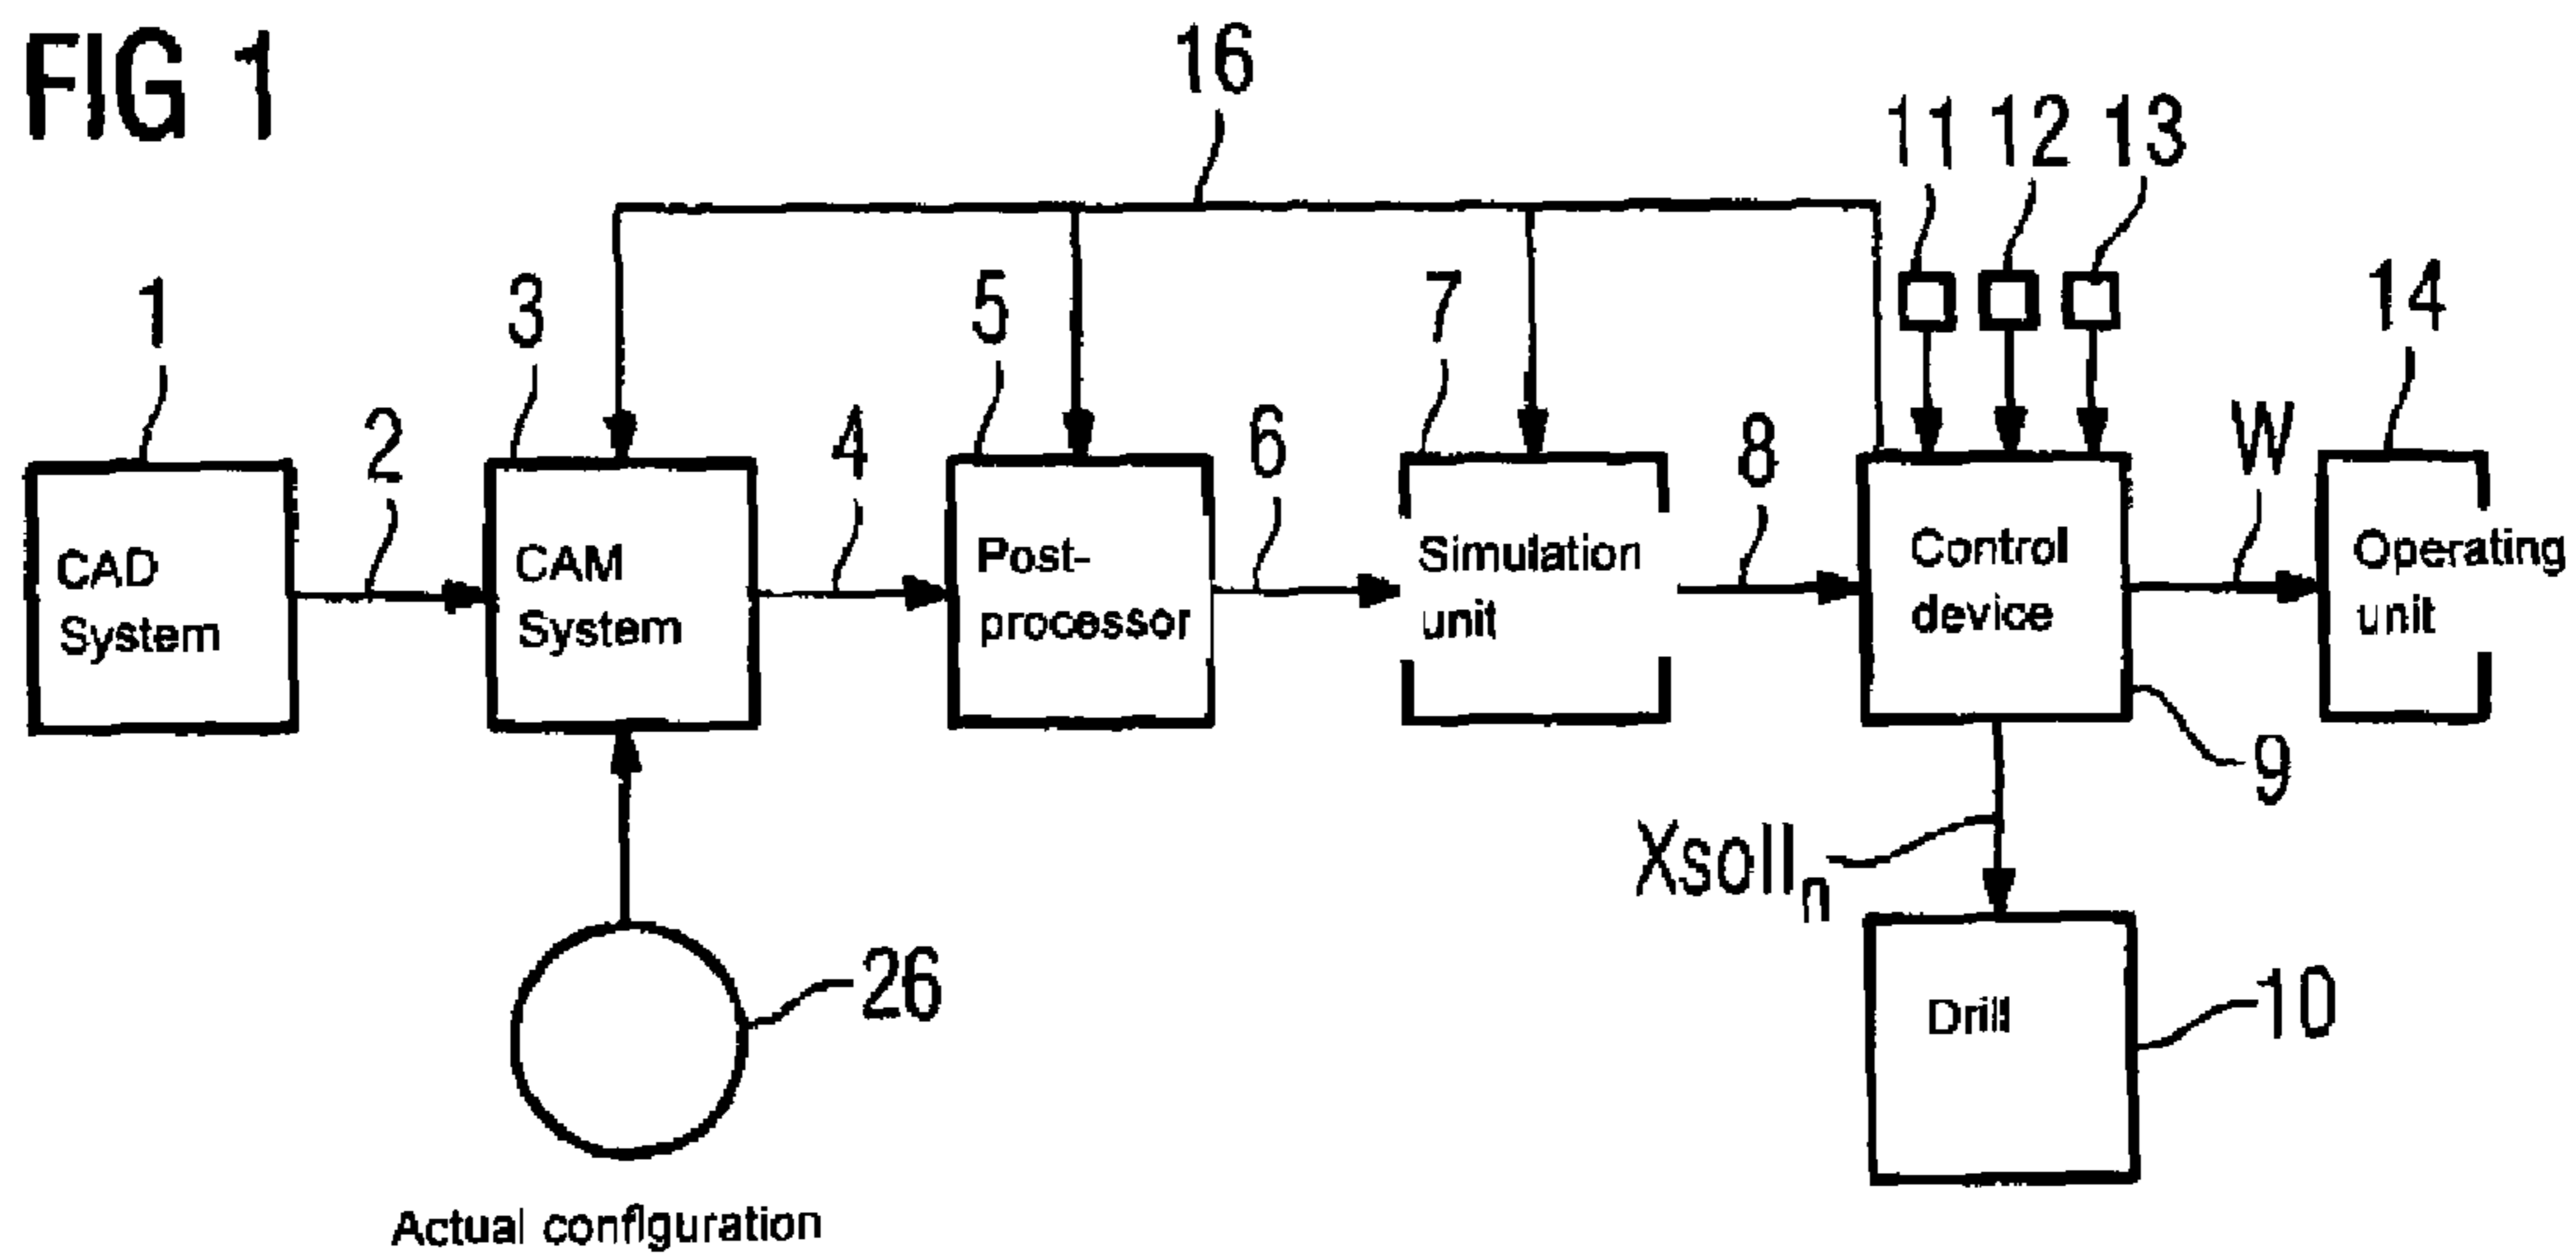 FIG 1
16
11 12 13
1
3
5
7
14
2
4
6
8
W
CAD
System
CAM
System
Post-
processor
Simulation
unit
Control
device
Operating
unit
9
Xsolln
26
Drill
10
Actual configuration